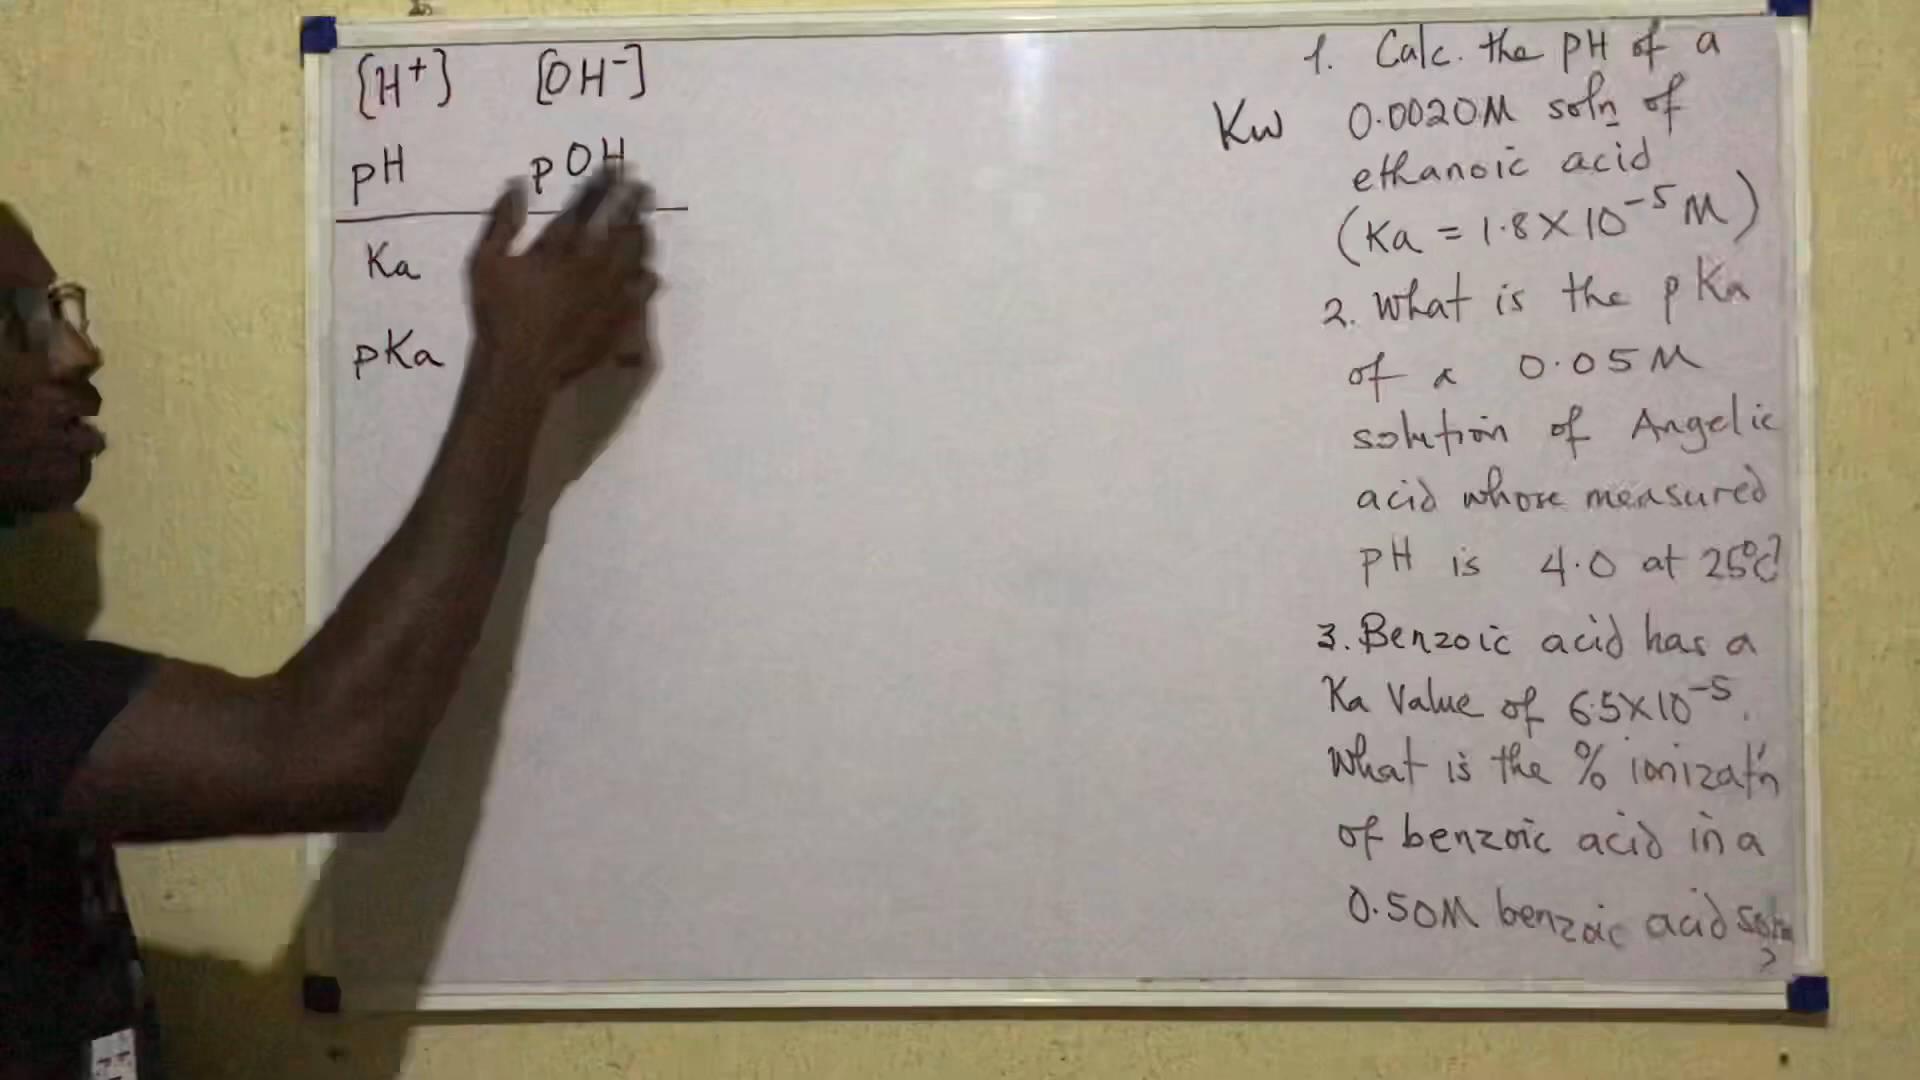 [H⁺] [OH⁻]
pH pOH
Ka
pKa
Kw
1. Calc. the pH of a
0.0020M soln of
ethanoic acid
(Ka = 1.8 × 10⁻⁵ M)
2. What is the pKa
of a 0.05M
solution of Angelic
acid whose measured
pH is 4.0 at 25°C?
3. Benzoic acid has a
Ka value of 6.5×10⁻⁵.
What is the % ionizat'n
of benzoic acid in a
0.50M benzoic acid soln
?